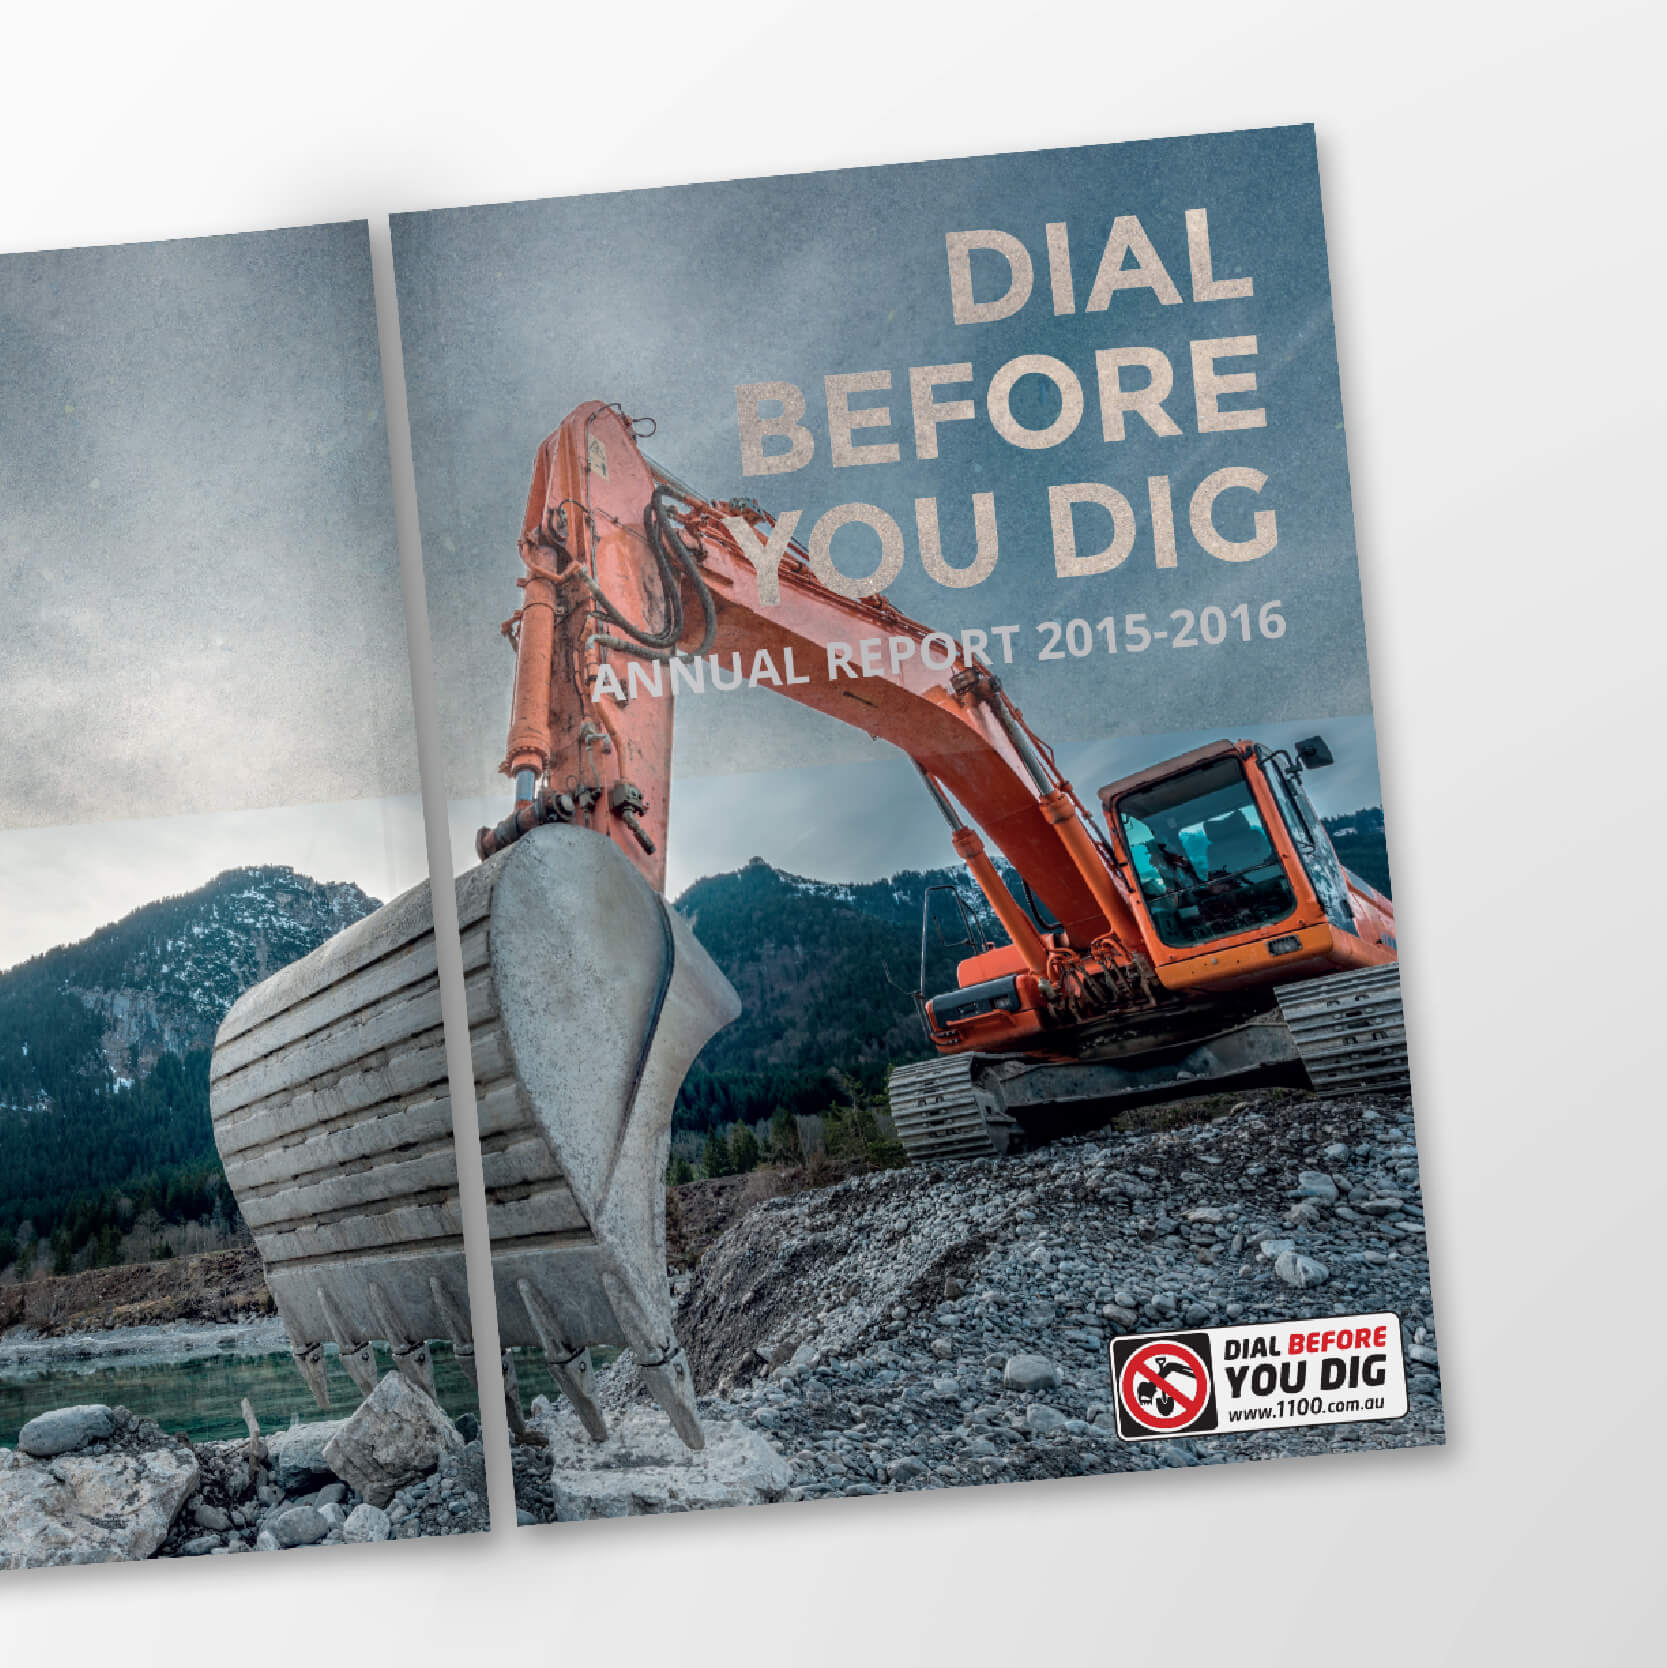 DIAL
BEFORE
YOU DIG
ANNUAL REPORT 2015-2016
DIAL BEFORE
YOU DIG
www.1100.com.au